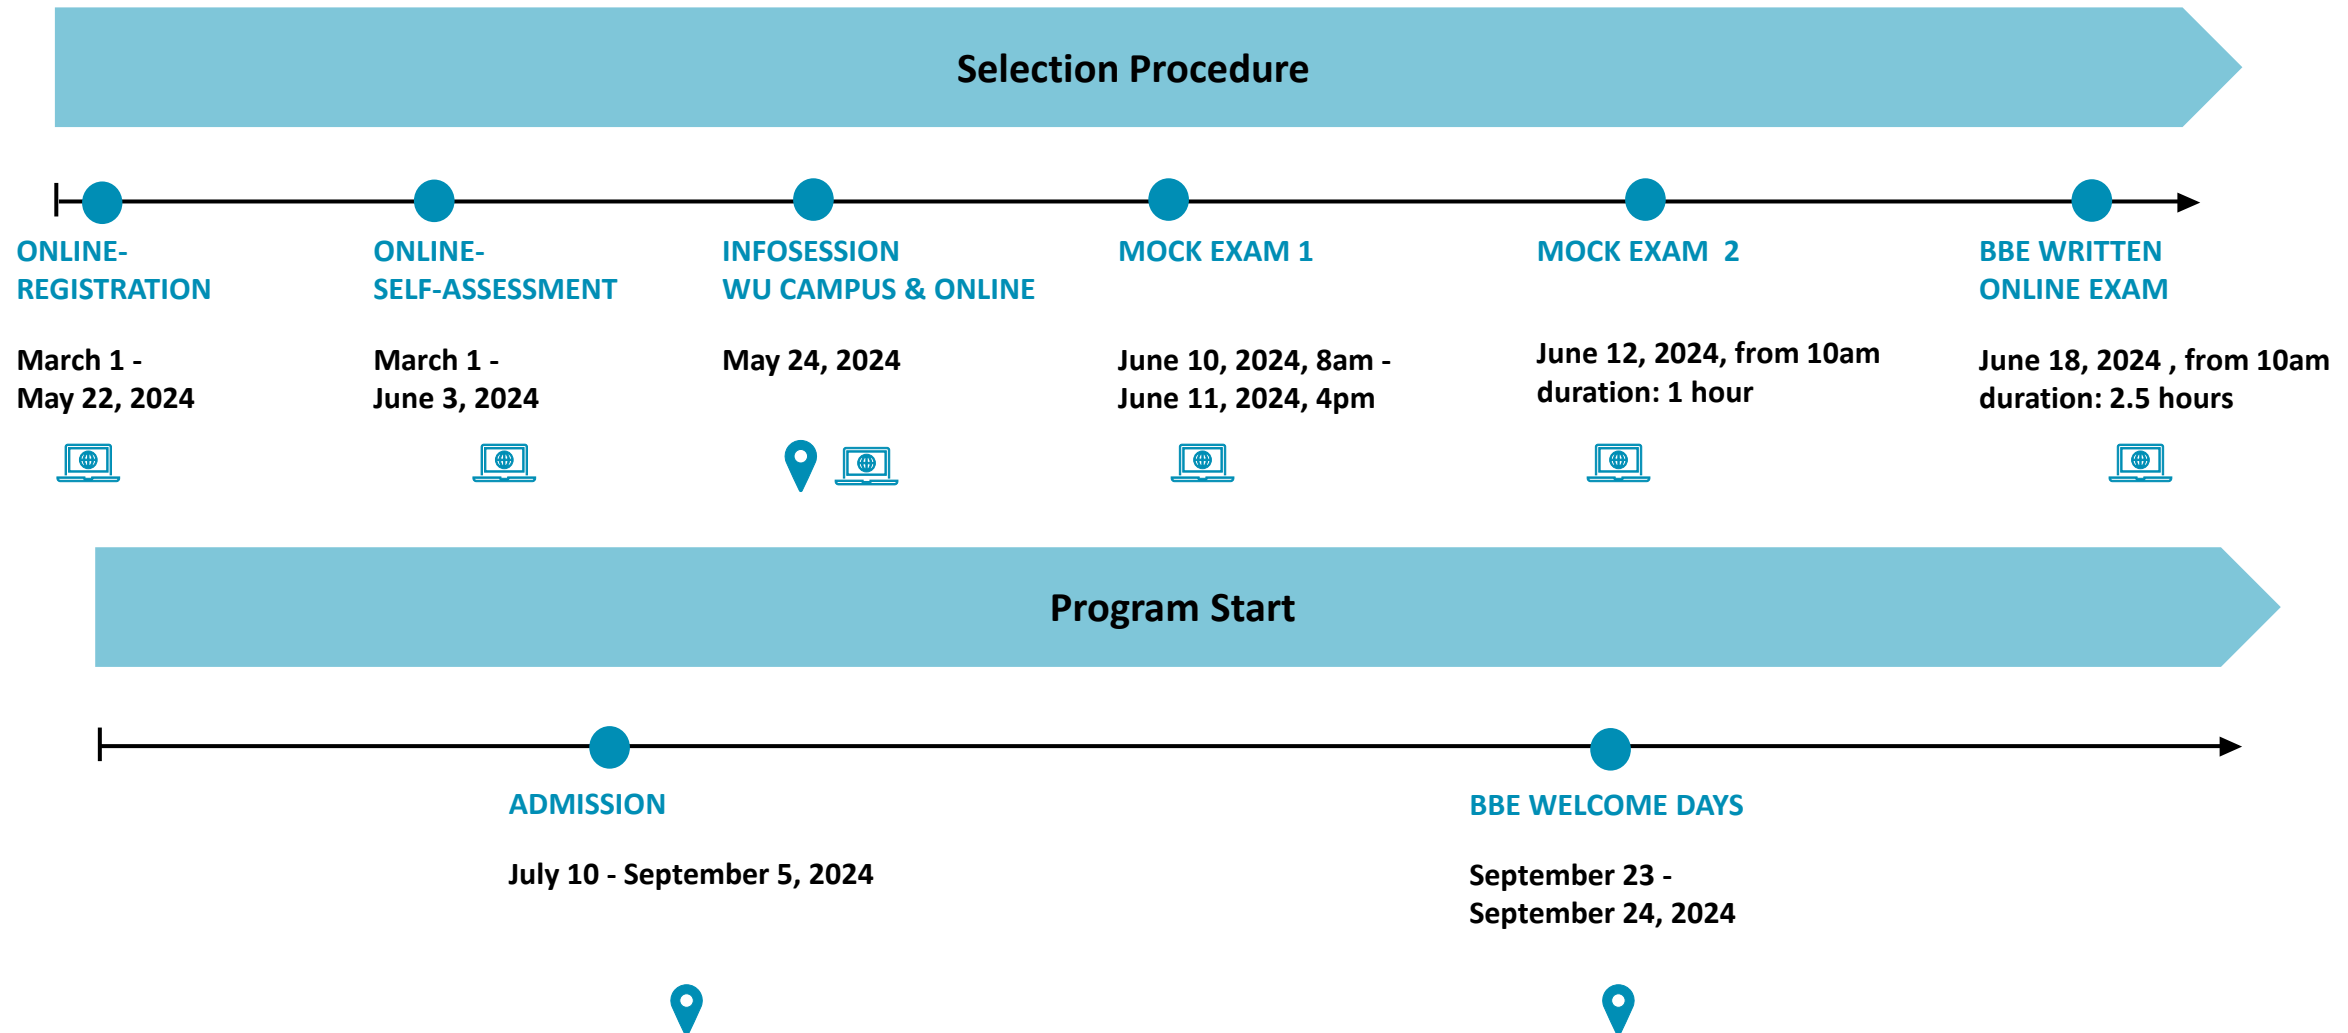 Selection Procedure
ONLINE-
REGISTRATION
March 1 -
May 22, 2024
ONLINE-
SELF-ASSESSMENT
March 1 -
June 3, 2024
INFOSESSION
WU CAMPUS & ONLINE
May 24, 2024
MOCK EXAM 1
June 10, 2024, 8am -
June 11, 2024, 4pm
MOCK EXAM  2
June 12, 2024, from 10am
duration: 1 hour
BBE WRITTEN
ONLINE EXAM
June 18, 2024 , from 10am
duration: 2.5 hours
Program Start
ADMISSION
July 10 - September 5, 2024
BBE WELCOME DAYS
September 23 -
September 24, 2024